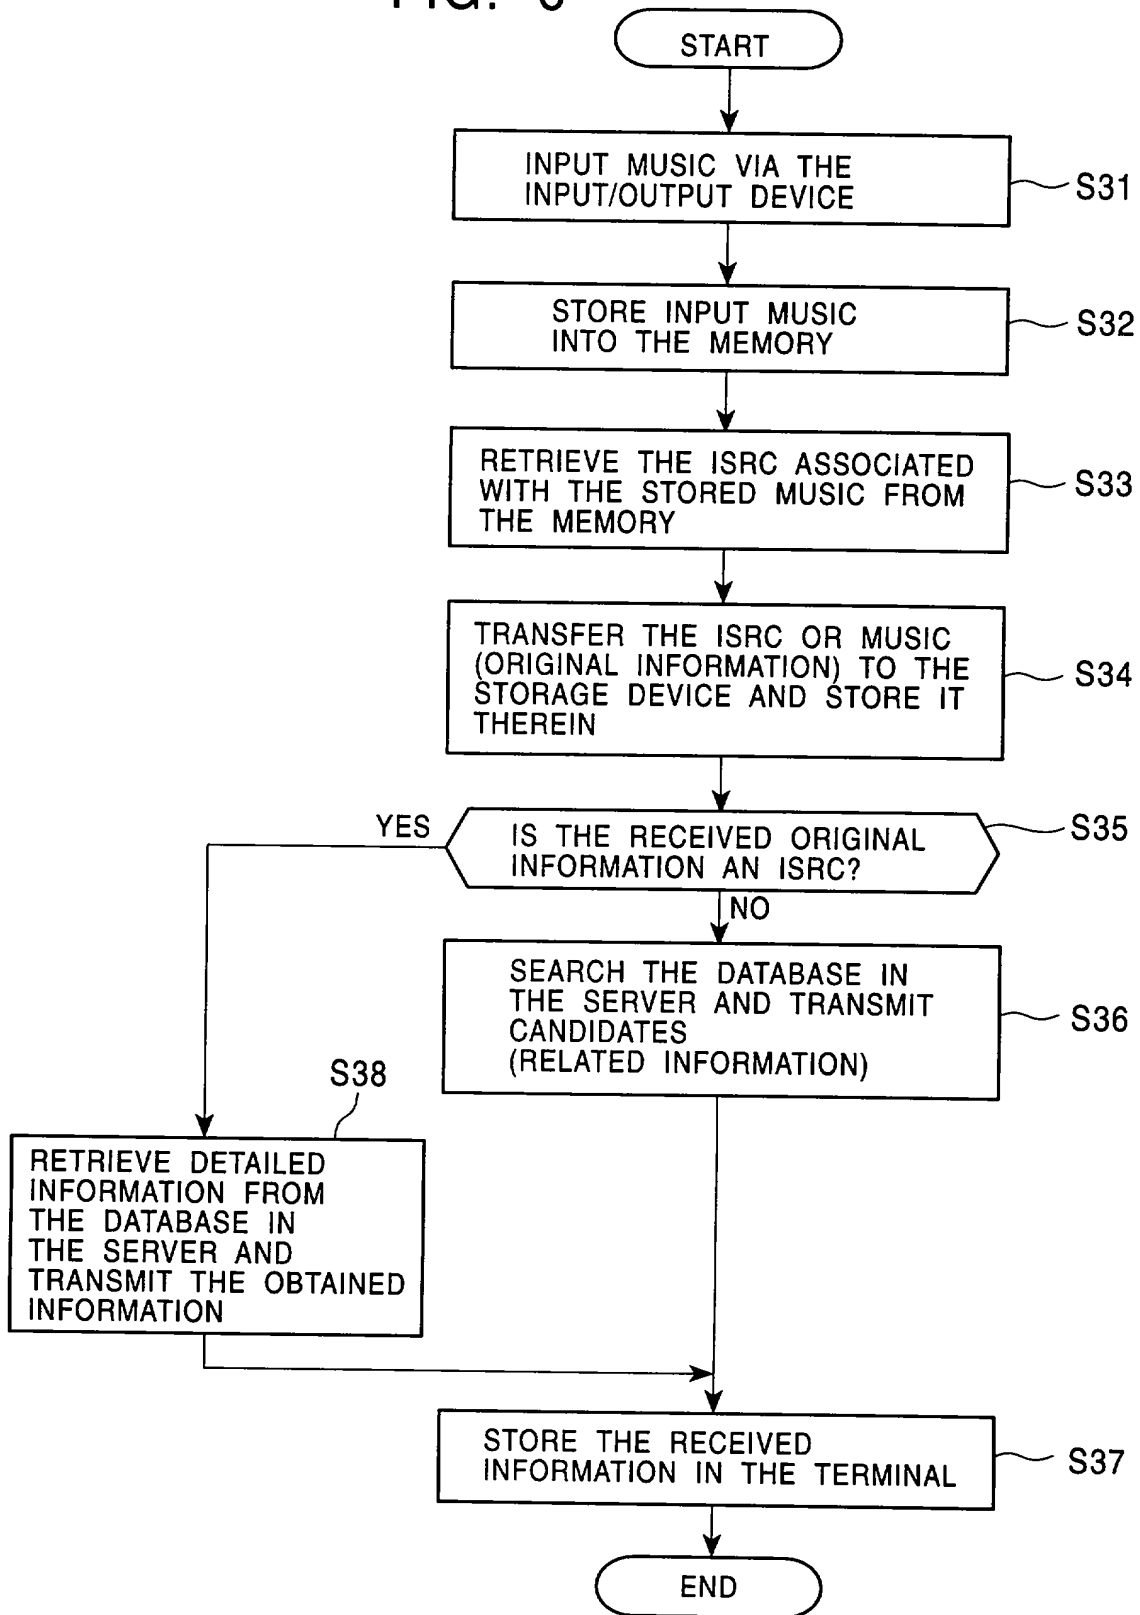 START
INPUT MUSIC VIA THE
INPUT/OUTPUT DEVICE
S31
STORE INPUT MUSIC
INTO THE MEMORY
S32
RETRIEVE THE ISRC ASSOCIATED
WITH THE STORED MUSIC FROM
THE MEMORY
S33
TRANSFER THE ISRC OR MUSIC
(ORIGINAL INFORMATION) TO THE
STORAGE DEVICE AND STORE IT
THEREIN
S34
IS THE RECEIVED ORIGINAL
INFORMATION AN ISRC?
S35
YES
NO
SEARCH THE DATABASE IN
THE SERVER AND TRANSMIT
CANDIDATES
(RELATED INFORMATION)
S36
S38
RETRIEVE DETAILED
INFORMATION FROM
THE DATABASE IN
THE SERVER AND
TRANSMIT THE OBTAINED
INFORMATION
STORE THE RECEIVED
INFORMATION IN THE TERMINAL
S37
END